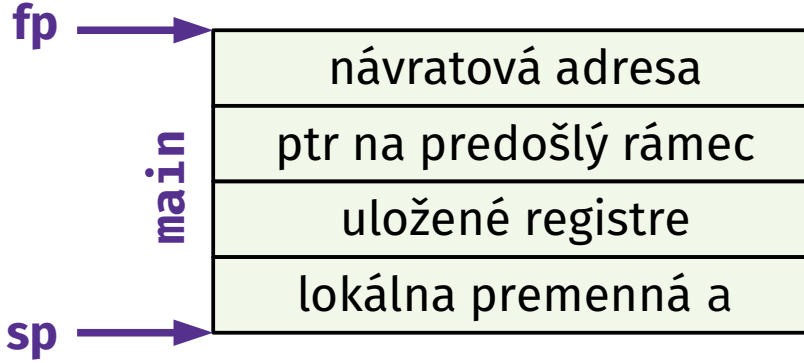 fp
návratová adresa
ptr na predošlý rámec
main
uložené registre
lokálna premenná a
sp